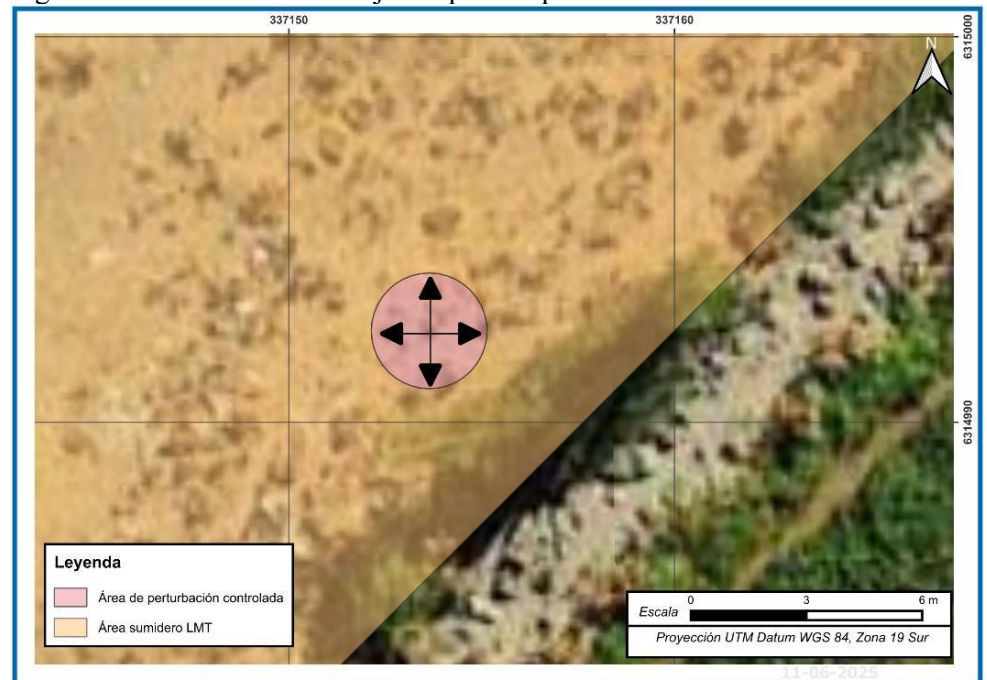 337150
337160
6315000
N
6314990
Leyenda
Área de perturbación controlada
Área sumidero LMT
Escala
0 3 6 m
Proyección UTM Datum WGS 84, Zona 19 Sur
11-06-2025